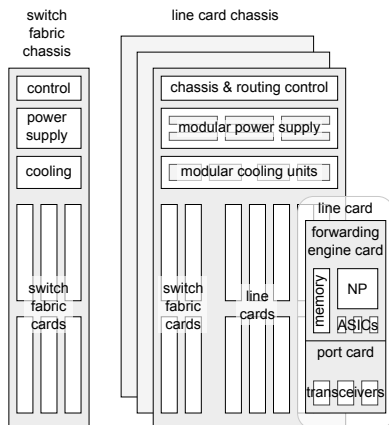 switch
fabric
chassis
line card chassis
control
power
supply
cooling
switch
fabric
cards
chassis & routing control
modular power supply
modular cooling units
switch
fabric
cards
line
cards
line card
forwarding
engine card
memory
NP
ASICs
port card
transceivers